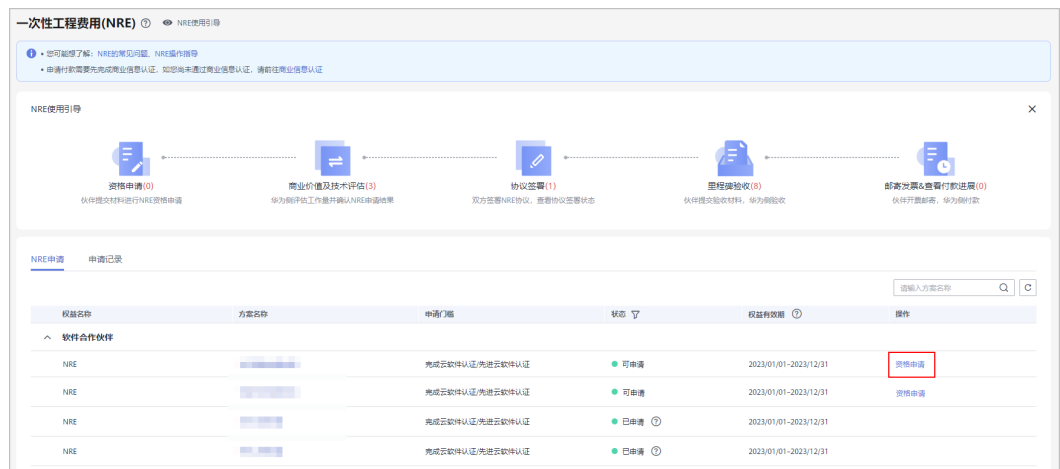 一次性工程费用(NRE) NRE使用引导
• 您可能想了解：NRE的常见问题、NRE操作指导
• 申请付款需要先完成商业信息认证，如您尚未通过商业信息认证，请前往商业信息认证
NRE使用引导
资格申请(0) 商业价值及技术评估(3) 协议签署(1) 里程碑验收(8) 邮寄发票&查看付款进展(0)
伙伴提交材料进行NRE资格申请 华为侧评估工作量并确认NRE申请结果 双方签署NRE协议，查看协议签署状态 伙伴提交验收材料，华为侧验收 伙伴开票邮寄，华为侧付款
NRE申请 申请记录
请输入方案名称
权益名称 方案名称 申请门槛 状态 权益有效期 操作
软件合作伙伴
NRE 完成云软件认证/先进云软件认证 可申请 2023/01/01-2023/12/31 资格申请
NRE 完成云软件认证/先进云软件认证 可申请 2023/01/01-2023/12/31 资格申请
NRE 完成云软件认证/先进云软件认证 已申请 2023/01/01-2023/12/31
NRE 完成云软件认证/先进云软件认证 已申请 2023/01/01-2023/12/31